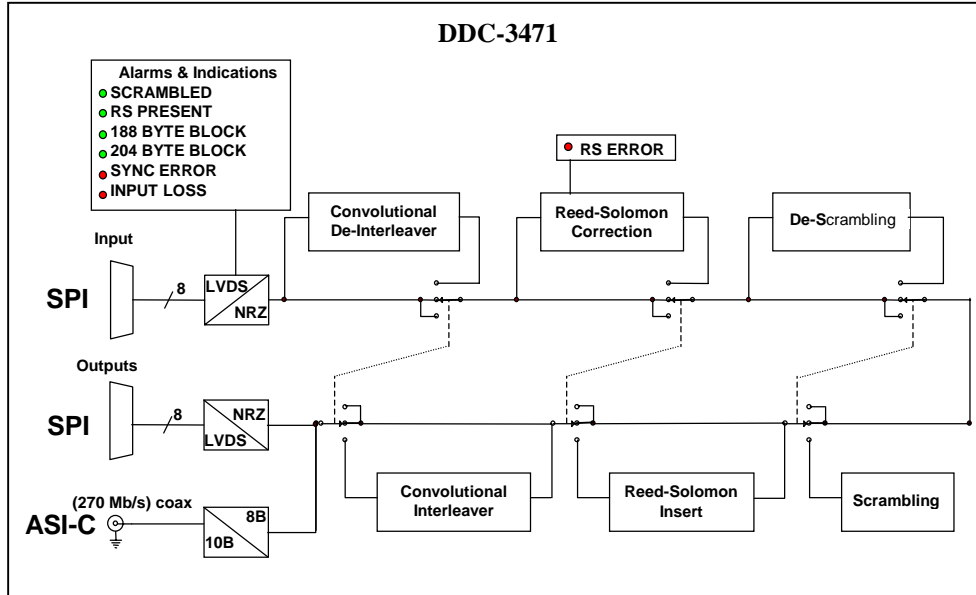 DDC-3471
Alarms & Indications
SCRAMBLED
RS PRESENT
188 BYTE BLOCK
204 BYTE BLOCK
SYNC ERROR
INPUT LOSS
RS ERROR
Convolutional
De-Interleaver
Reed-Solomon
Correction
De-Scrambling
Input
SPI
8
LVDS
NRZ
Outputs
SPI
8
NRZ
LVDS
Convolutional
Interleaver
Reed-Solomon
Insert
Scrambling
(270 Mb/s) coax
ASI-C
8B
10B